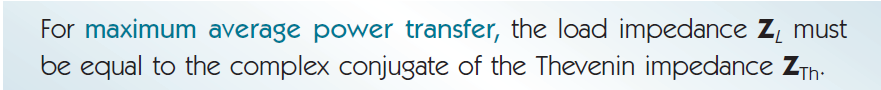 For maximum average power transfer, the load impedance Z_L must
be equal to the complex conjugate of the Thevenin impedance Z_Th.